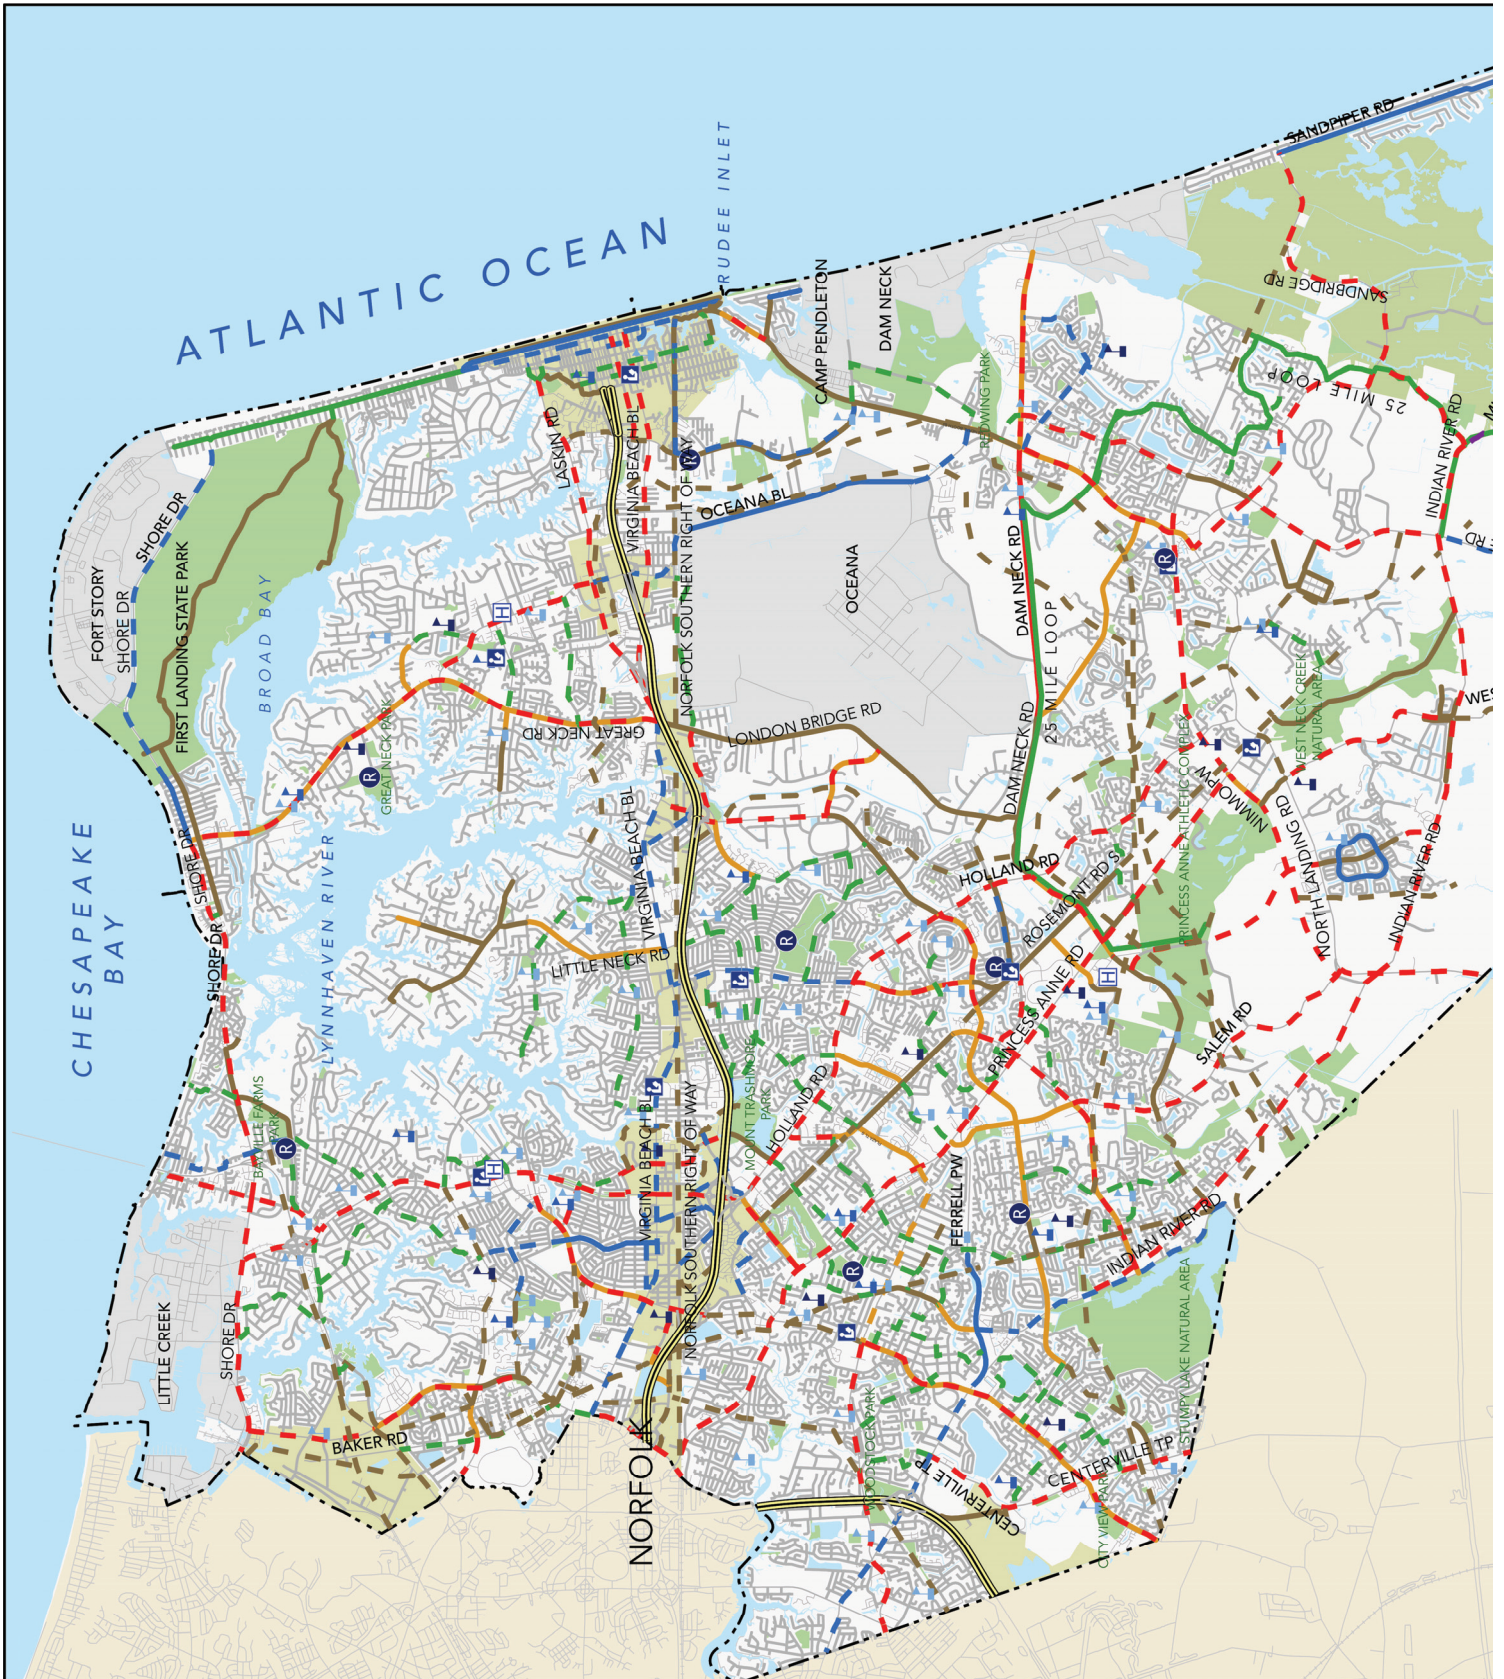 ATLANTIC OCEAN
RUDEE INLET
SANDPIPER RD
CHESAPEAKE
BAY
FORT STORY
SHORE DR
SHORE DR
FIRST LANDING STATE PARK
BROAD BAY
LASKIN RD
VIRGINIA BEACH BL
NORFOLK SOUTHERN RIGHT OF WAY
R
CAMP PENDLETON
DAM NECK
REDWING PARK
SANDBRIDGE RD
25 MILE LOOP
INDIAN RIVER RD
OCEANA BL
OCEANA
DAM NECK RD
25 MILE LOOP
R
H
GREAT NECK RD
GREAT NECK PARK
R
LONDON BRIDGE RD
DAM NECK RD
PRINCESS ANNE ATHLETIC COMPLEX
WEST NECK CREEK
NATURAL AREA
WES
NIMMO PW
NORTH LANDING RD
INDIAN RIVER RD
SHORE DR
SHORE DR
LYNNHAVEN RIVER
VIRGINIA BEACH BL
LITTLE NECK RD
R
HOLLAND RD
ROSEMONT RD S
R
PRINCESS ANNE RD
H
SALEM RD
BAYVILLE FARMS
PARK
R
H
VIRGINIA BEACH BL
NORFOLK SOUTHERN RIGHT OF WAY
MOUNT TRASHMORE
PARK
HOLLAND RD
FERRELL PW
R
R
INDIAN RIVER RD
STUMPY LAKE NATURAL AREA
LITTLE CREEK
SHORE DR
BAKER RD
NORFOLK
WOODSTOCK PARK
CENTERVILLE TP
CENTERVILLE TP
CITY VIEW PARK